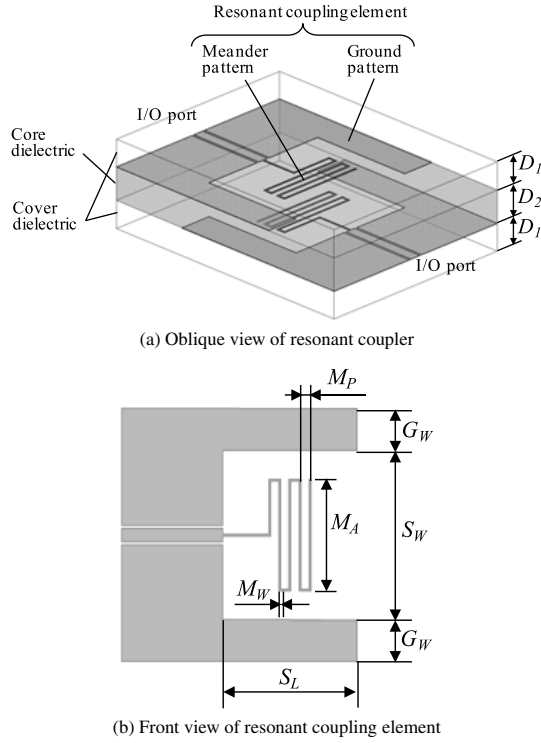 Resonant coupling element
Meander
pattern
Ground
pattern
I/O port
Core
dielectric
Cover
dielectric
D1
D2
D1
I/O port
(a) Oblique view of resonant coupler
MP
GW
MA
SW
MW
GW
SL
(b) Front view of resonant coupling element